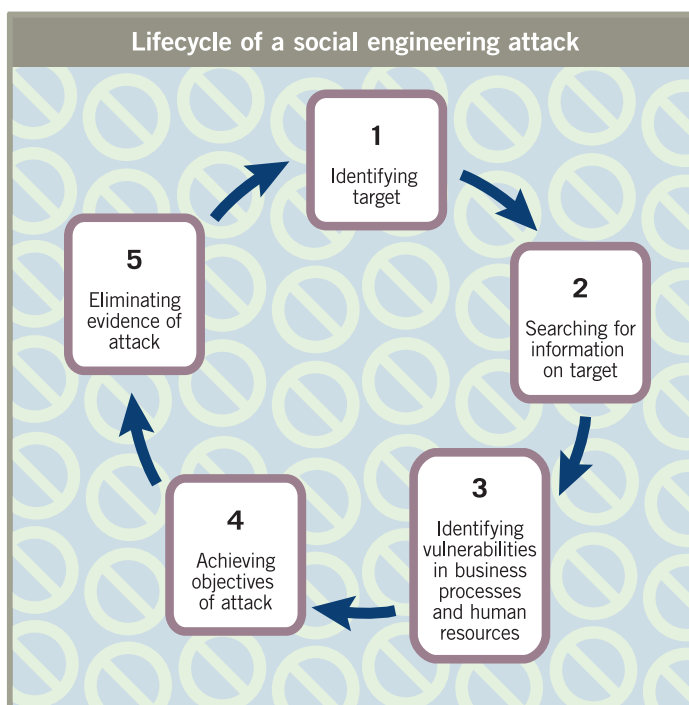 Lifecycle of a social engineering attack
1
Identifying
target
2
Searching for
information
on target
3
Identifying
vulnerabilities
in business
processes
and human
resources
4
Achieving
objectives
of attack
5
Eliminating
evidence of
attack